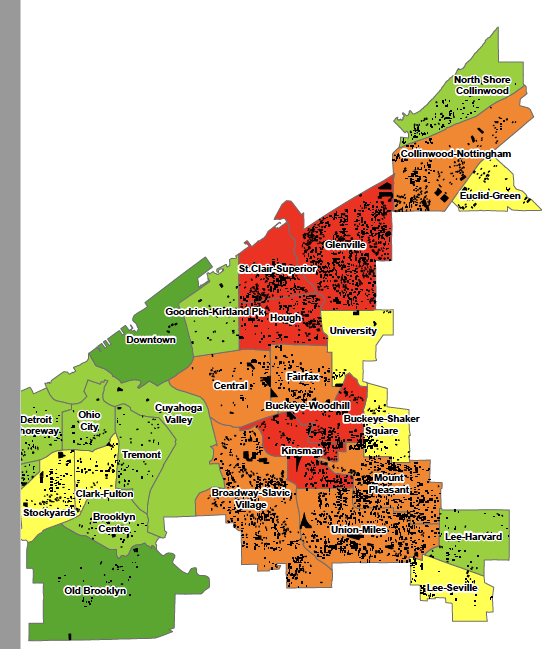 North Shore
Collinwood
Collinwood-Nottingham
Euclid-Green
Glenville
St.Clair-Superior
Goodrich-Kirtland Pk
Hough
University
Downtown
Fairfax
Central
Buckeye-Woodhill
Cuyahoga
Valley
Buckeye-Shaker
Square
Detroit
horeway
Ohio
City
Tremont
Kinsman
Mount
Pleasant
Clark-Fulton
Broadway-Slavic
Village
Stockyards
Brooklyn
Centre
Union-Miles
Lee-Harvard
Lee-Seville
Old Brooklyn